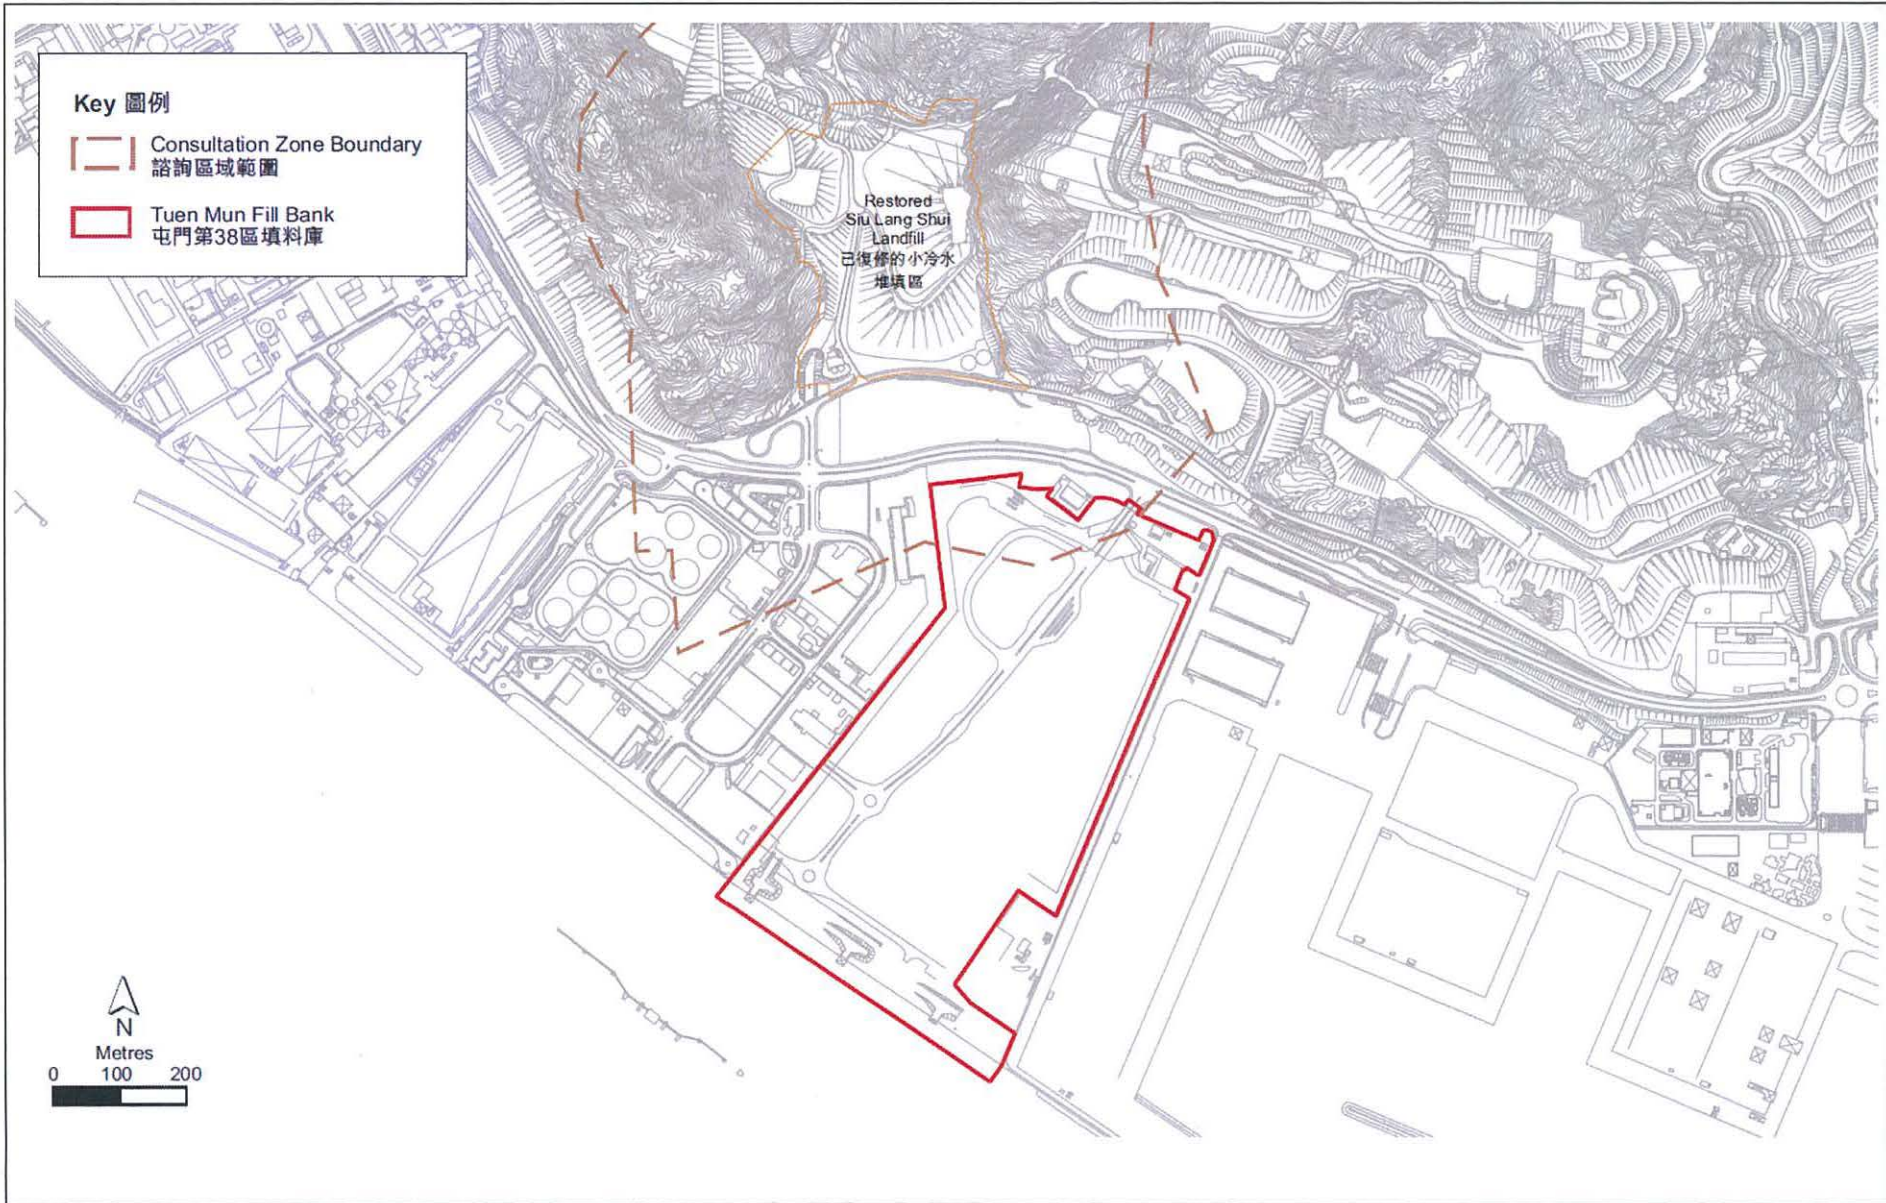 Key 圖例
Consultation Zone Boundary
諮詢區域範圍
Tuen Mun Fill Bank
屯門第38區填料庫
Restored
Siu Lang Shui
Landfill
已復修的小冷水
堆填區
N
Metres
0 100 200